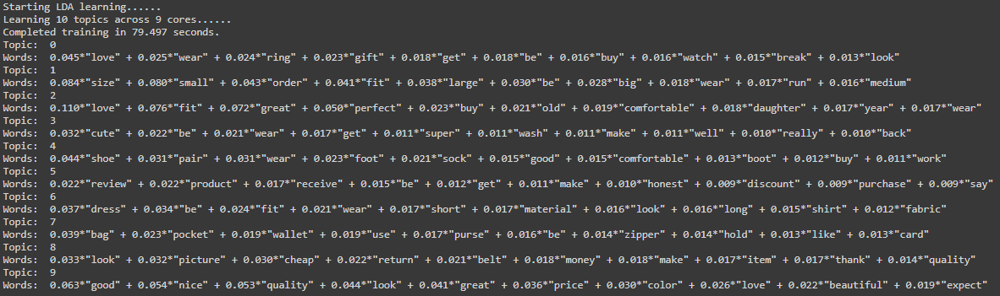 Starting LDA learning......
Learning 10 topics across 9 cores......
Completed training in 79.497 seconds.
Topic:  0
Words:  0.045*"love" + 0.025*"wear" + 0.024*"ring" + 0.023*"gift" + 0.018*"get" + 0.018*"be" + 0.016*"buy" + 0.016*"watch" + 0.015*"break" + 0.013*"look"
Topic:  1
Words:  0.084*"size" + 0.080*"small" + 0.043*"order" + 0.041*"fit" + 0.038*"large" + 0.030*"be" + 0.028*"big" + 0.018*"wear" + 0.017*"run" + 0.016*"medium"
Topic:  2
Words:  0.110*"love" + 0.076*"fit" + 0.072*"great" + 0.050*"perfect" + 0.023*"buy" + 0.021*"old" + 0.019*"comfortable" + 0.018*"daughter" + 0.017*"year" + 0.017*"wear"
Topic:  3
Words:  0.032*"cute" + 0.022*"be" + 0.021*"wear" + 0.017*"get" + 0.011*"super" + 0.011*"wash" + 0.011*"make" + 0.011*"well" + 0.010*"really" + 0.010*"back"
Topic:  4
Words:  0.044*"shoe" + 0.031*"pair" + 0.031*"wear" + 0.023*"foot" + 0.021*"sock" + 0.015*"good" + 0.015*"comfortable" + 0.013*"boot" + 0.012*"buy" + 0.011*"work"
Topic:  5
Words:  0.022*"review" + 0.022*"product" + 0.017*"receive" + 0.015*"be" + 0.012*"get" + 0.011*"make" + 0.010*"honest" + 0.009*"discount" + 0.009*"purchase" + 0.009*"say"
Topic:  6
Words:  0.037*"dress" + 0.034*"be" + 0.024*"fit" + 0.021*"wear" + 0.017*"short" + 0.017*"material" + 0.016*"look" + 0.016*"long" + 0.015*"shirt" + 0.012*"fabric"
Topic:  7
Words:  0.039*"bag" + 0.023*"pocket" + 0.019*"wallet" + 0.019*"use" + 0.017*"purse" + 0.016*"be" + 0.014*"zipper" + 0.014*"hold" + 0.013*"like" + 0.013*"card"
Topic:  8
Words:  0.033*"look" + 0.032*"picture" + 0.030*"cheap" + 0.022*"return" + 0.021*"belt" + 0.018*"money" + 0.018*"make" + 0.017*"item" + 0.017*"thank" + 0.014*"quality"
Topic:  9
Words:  0.063*"good" + 0.054*"nice" + 0.053*"quality" + 0.044*"look" + 0.041*"great" + 0.036*"price" + 0.030*"color" + 0.026*"love" + 0.022*"beautiful" + 0.019*"expect"